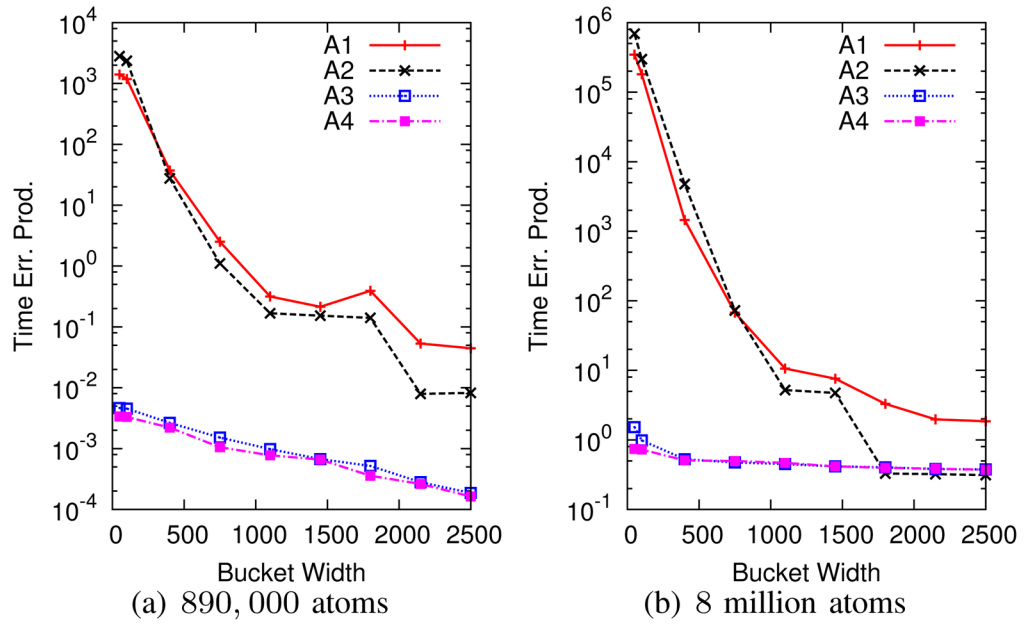 10^4
10^3
10^2
10^1
10^0
10^-1
10^-2
10^-3
10^-4
Time Err. Prod.
A1
A2
A3
A4
0 500 1000 1500 2000 2500
Bucket Width
(a) 890, 000 atoms
10^6
10^5
10^4
10^3
10^2
10^1
10^0
10^-1
Time Err. Prod.
A1
A2
A3
A4
0 500 1000 1500 2000 2500
Bucket Width
(b) 8 million atoms